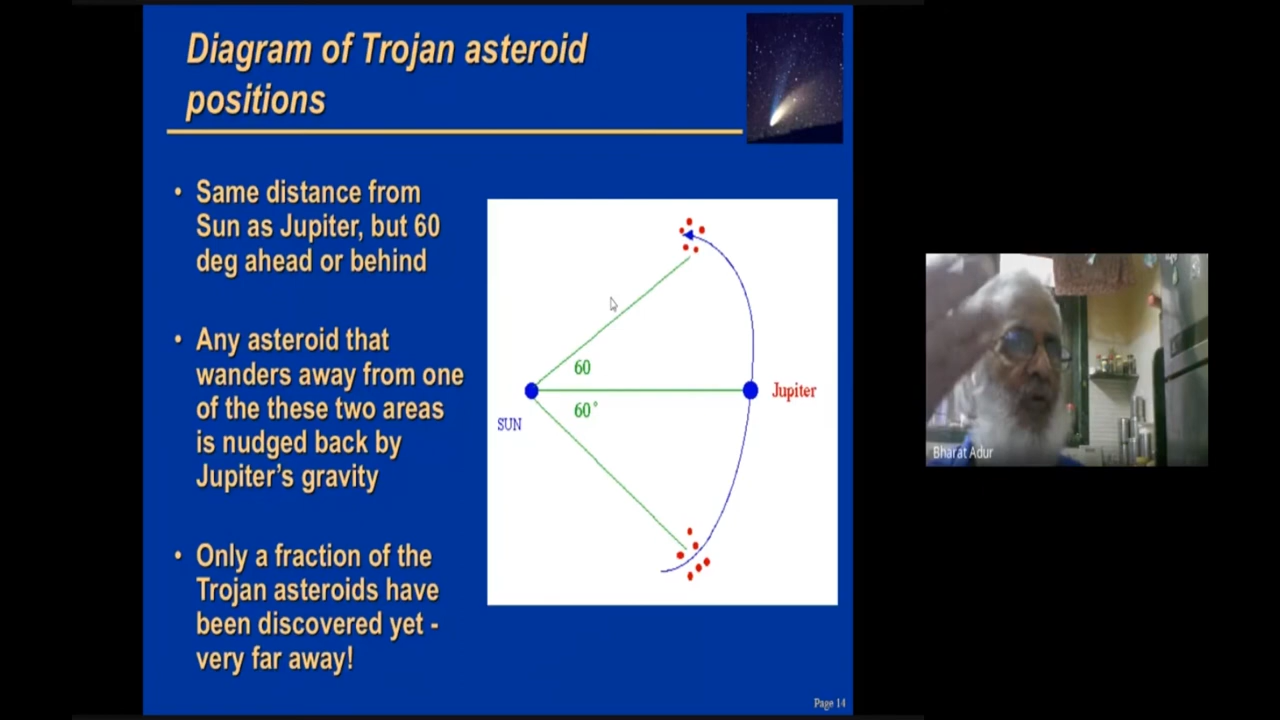 Diagram of Trojan asteroid
positions
• Same distance from
Sun as Jupiter, but 60
deg ahead or behind
• Any asteroid that
wanders away from one
of the these two areas
is nudged back by
Jupiter's gravity
• Only a fraction of the
Trojan asteroids have
been discovered yet -
very far away!
60
60°
SUN
Jupiter
Page 14
Bharat Adur